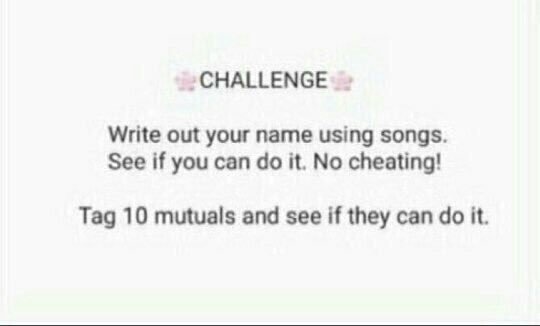 🌸CHALLENGE🌸
Write out your name using songs.
See if you can do it. No cheating!
Tag 10 mutuals and see if they can do it.